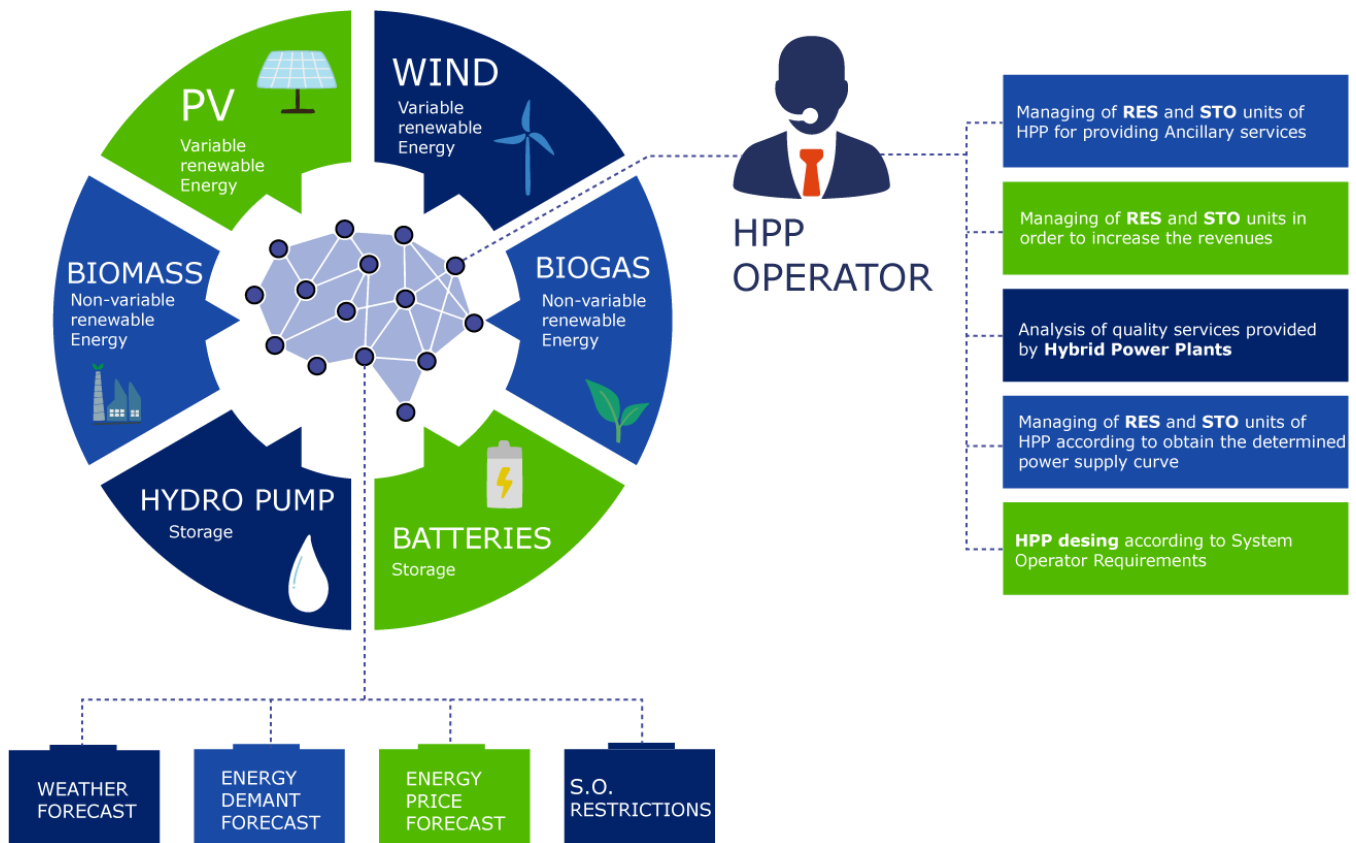 PV
Variable
renewable
Energy
WIND
Variable
renewable
Energy
BIOMASS
Non-variable
renewable
Energy
BIOGAS
Non-variable
renewable
Energy
HYDRO PUMP
Storage
BATTERIES
Storage
HPP
OPERATOR
Managing of RES and STO units of
HPP for providing Ancillary services
Managing of RES and STO units in
order to increase the revenues
Analysis of quality services provided
by Hybrid Power Plants
Managing of RES and STO units of
HPP according to obtain the determined
power supply curve
HPP desing according to System
Operator Requirements
WEATHER
FORECAST
ENERGY
DEMANT
FORECAST
ENERGY
PRICE
FORECAST
S.O.
RESTRICTIONS